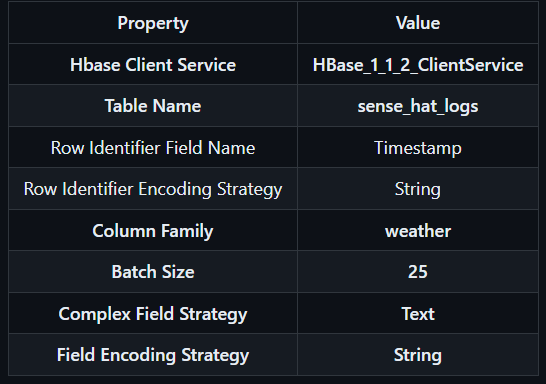 Property Value
Hbase Client Service HBase_1_1_2_ClientService
Table Name sense_hat_logs
Row Identifier Field Name Timestamp
Row Identifier Encoding Strategy String
Column Family weather
Batch Size 25
Complex Field Strategy Text
Field Encoding Strategy String